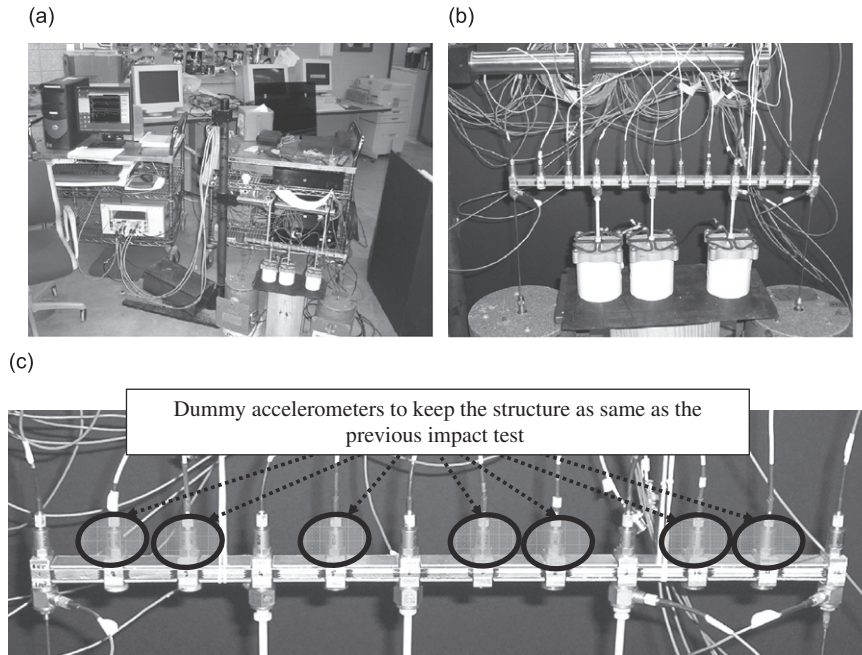 (a)
(b)
(c)
Dummy accelerometers to keep the structure as same as the
previous impact test